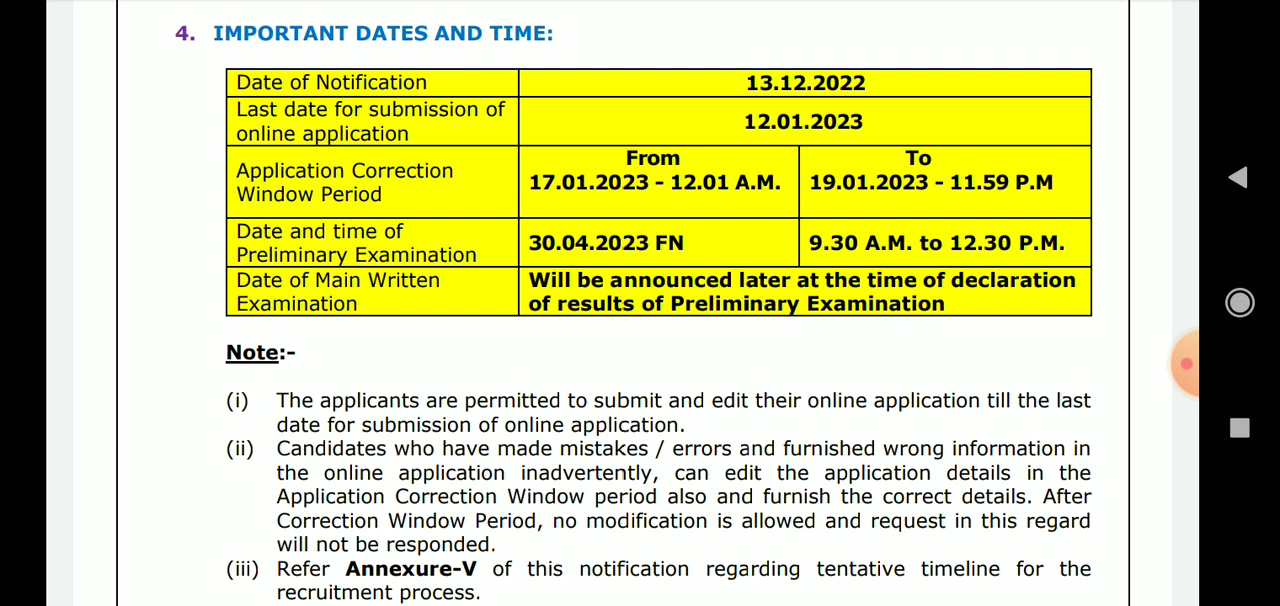 4. IMPORTANT DATES AND TIME:
Date of Notification 13.12.2022
Last date for submission of
online application 12.01.2023
Application Correction
Window Period
From
17.01.2023 - 12.01 A.M.
To
19.01.2023 - 11.59 P.M
Date and time of
Preliminary Examination
30.04.2023 FN
9.30 A.M. to 12.30 P.M.
Date of Main Written
Examination
Will be announced later at the time of declaration
of results of Preliminary Examination
Note:-
(i) The applicants are permitted to submit and edit their online application till the last
date for submission of online application.
(ii) Candidates who have made mistakes / errors and furnished wrong information in
the online application inadvertently, can edit the application details in the
Application Correction Window period also and furnish the correct details. After
Correction Window Period, no modification is allowed and request in this regard
will not be responded.
(iii) Refer Annexure-V of this notification regarding tentative timeline for the
recruitment process.